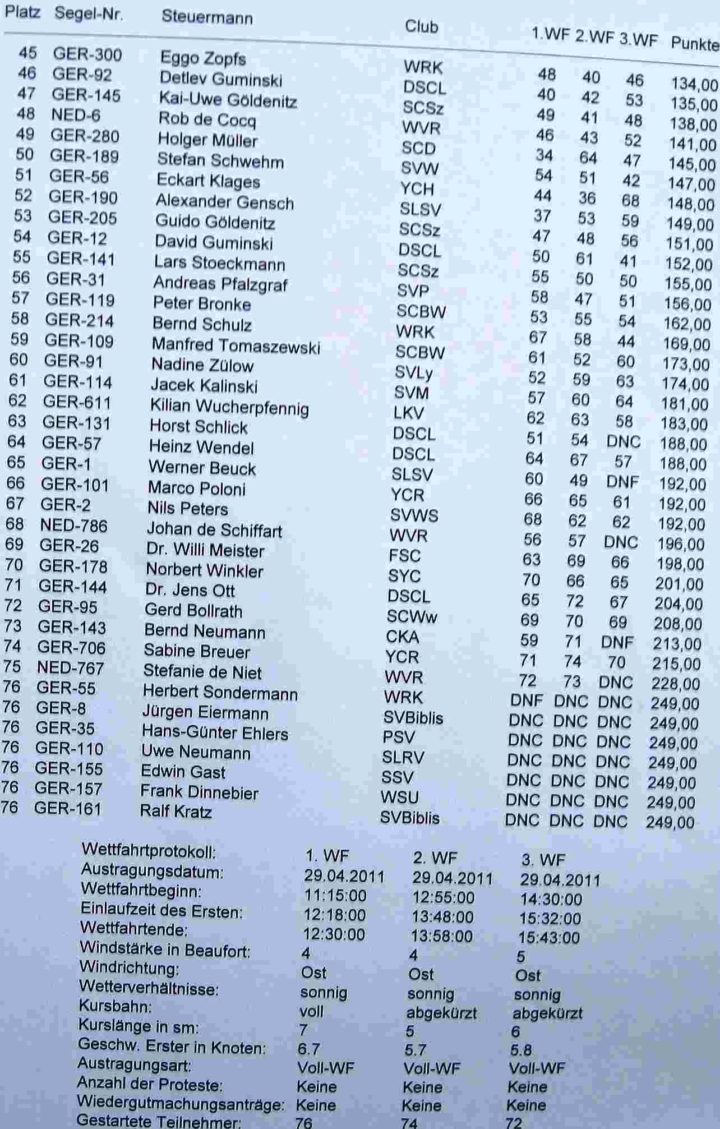 Platz Segel-Nr. Steuermann Club 1.WF 2.WF 3.WF Punkte
45 GER-300 Eggo Zopfs WRK 48 40 46 134,00
46 GER-92 Detlev Guminski DSCL 40 42 53 135,00
47 GER-145 Kai-Uwe Göldenitz SCSz 49 41 48 138,00
48 NED-6 Rob de Cocq WVR 46 43 52 141,00
49 GER-280 Holger Müller SCD 34 64 47 145,00
50 GER-189 Stefan Schwehm SVW 54 51 42 147,00
51 GER-56 Eckart Klages YCH 44 36 68 148,00
52 GER-190 Alexander Gensch SLSV 37 53 59 149,00
53 GER-205 Guido Göldenitz SCSz 47 48 56 151,00
54 GER-12 David Guminski DSCL 50 61 41 152,00
55 GER-141 Lars Stoeckmann SCSz 55 50 50 155,00
56 GER-31 Andreas Pfalzgraf SVP 58 47 51 156,00
57 GER-119 Peter Bronke SCBW 53 55 54 162,00
58 GER-214 Bernd Schulz WRK 67 58 44 169,00
59 GER-109 Manfred Tomaszewski SCBW 61 52 60 173,00
60 GER-91 Nadine Zülow SVLy 52 59 63 174,00
61 GER-114 Jacek Kalinski SVM 57 60 64 181,00
62 GER-611 Kilian Wucherpfennig LKV 62 63 58 183,00
63 GER-131 Horst Schlick DSCL 51 54 DNC 188,00
64 GER-57 Heinz Wendel DSCL 64 67 57 188,00
65 GER-1 Werner Beuck SLSV 60 49 DNF 192,00
66 GER-101 Marco Poloni YCR 66 65 61 192,00
67 GER-2 Nils Peters SVWS 68 62 62 192,00
68 NED-786 Johan de Schiffart WVR 56 57 DNC 196,00
69 GER-26 Dr. Willi Meister FSC 63 69 66 198,00
70 GER-178 Norbert Winkler SYC 70 66 65 201,00
71 GER-144 Dr. Jens Ott DSCL 65 72 67 204,00
72 GER-95 Gerd Bollrath SCWw 69 70 69 208,00
73 GER-143 Bernd Neumann CKA 59 71 DNF 213,00
74 GER-706 Sabine Breuer YCR 71 74 70 215,00
75 NED-767 Stefanie de Niet WVR 72 73 DNC 228,00
76 GER-55 Herbert Sondermann WRK DNF DNC DNC 249,00
76 GER-8 Jürgen Eiermann SVBiblis DNC DNC DNC 249,00
76 GER-35 Hans-Günter Ehlers PSV DNC DNC DNC 249,00
76 GER-110 Uwe Neumann SLRV DNC DNC DNC 249,00
76 GER-155 Edwin Gast SSV DNC DNC DNC 249,00
76 GER-157 Frank Dinnebier WSU DNC DNC DNC 249,00
76 GER-161 Ralf Kratz SVBiblis DNC DNC DNC 249,00
Wettfahrtprotokoll: 1. WF 2. WF 3. WF
Austragungsdatum: 29.04.2011 29.04.2011 29.04.2011
Wettfahrtbeginn: 11:15:00 12:55:00 14:30:00
Einlaufzeit des Ersten: 12:18:00 13:48:00 15:32:00
Wettfahrtende: 12:30:00 13:58:00 15:43:00
Windstärke in Beaufort: 4 4 5
Windrichtung: Ost Ost Ost
Wetterverhältnisse: sonnig sonnig sonnig
Kursbahn: voll abgekürzt abgekürzt
Kurslänge in sm: 7 5 6
Geschw. Erster in Knoten: 6.7 5.7 5.8
Austragungsart: Voll-WF Voll-WF Voll-WF
Anzahl der Proteste: Keine Keine Keine
Wiedergutmachungsanträge: Keine Keine Keine
Gestartete Teilnehmer: 76 74 72